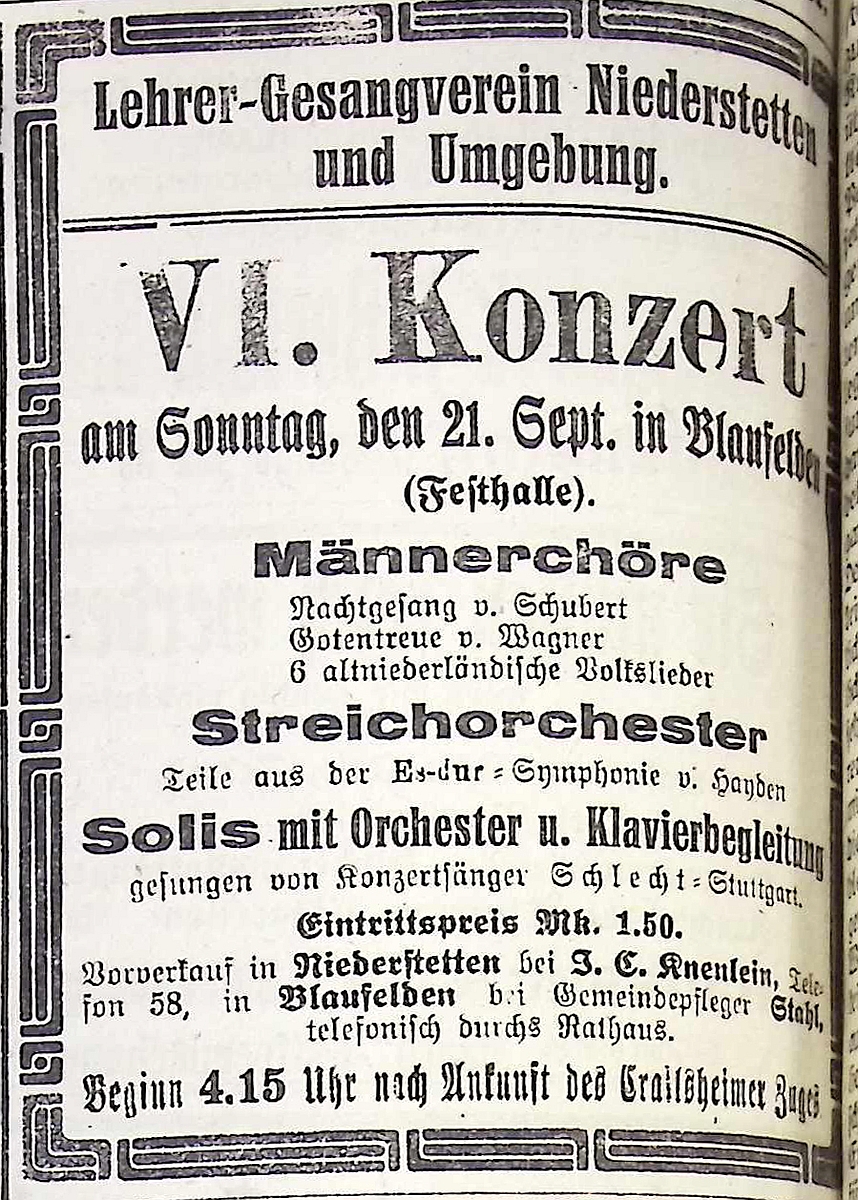 Lehrer-Gesangverein Niederstetten
und Umgebung.
VI. Konzert
am Sonntag, den 21. Sept. in Blaufelden
(Festhalle).
Männerchöre
Nachtgesang v. Schubert
Gotentreue v. Wagner
6 altniederländische Volkslieder
Streichorchester
Teile aus der Es-dur-Symphonie v. Hayden
Solis mit Orchester u. Klavierbegleitung
gesungen von Konzertsänger Schlecht-Stuttgart.
Eintrittspreis Mk. 1.50.
Vorverkauf in Niederstetten bei J. C. Kneulein, Tele-
fon 58, in Blaufelden bei Gemeindepfleger Stahl,
telefonisch durchs Rathaus.
Beginn 4.15 Uhr nach Ankunft des Crailsheimer Zuges